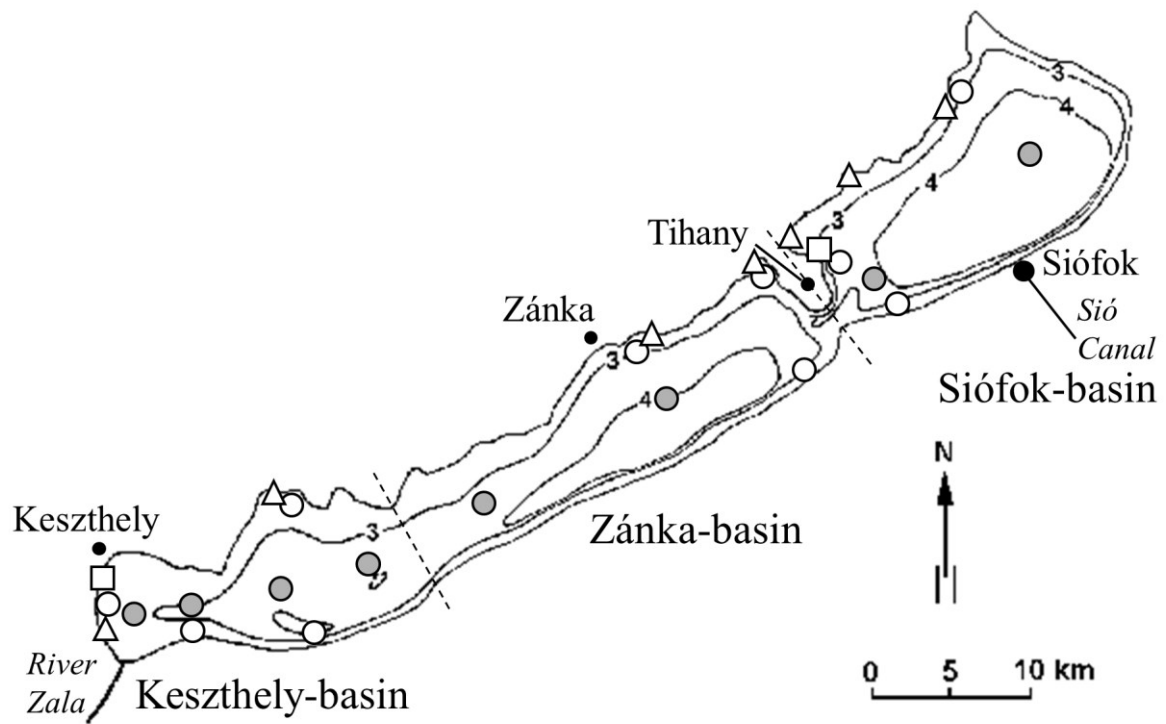 3
4
4
Tihany
3
Siófok
Zánka
Sió
Canal
3
4
Siófok-basin
N
Zánka-basin
3
Keszthely
River
Zala
Keszthely-basin
0 5 10 km